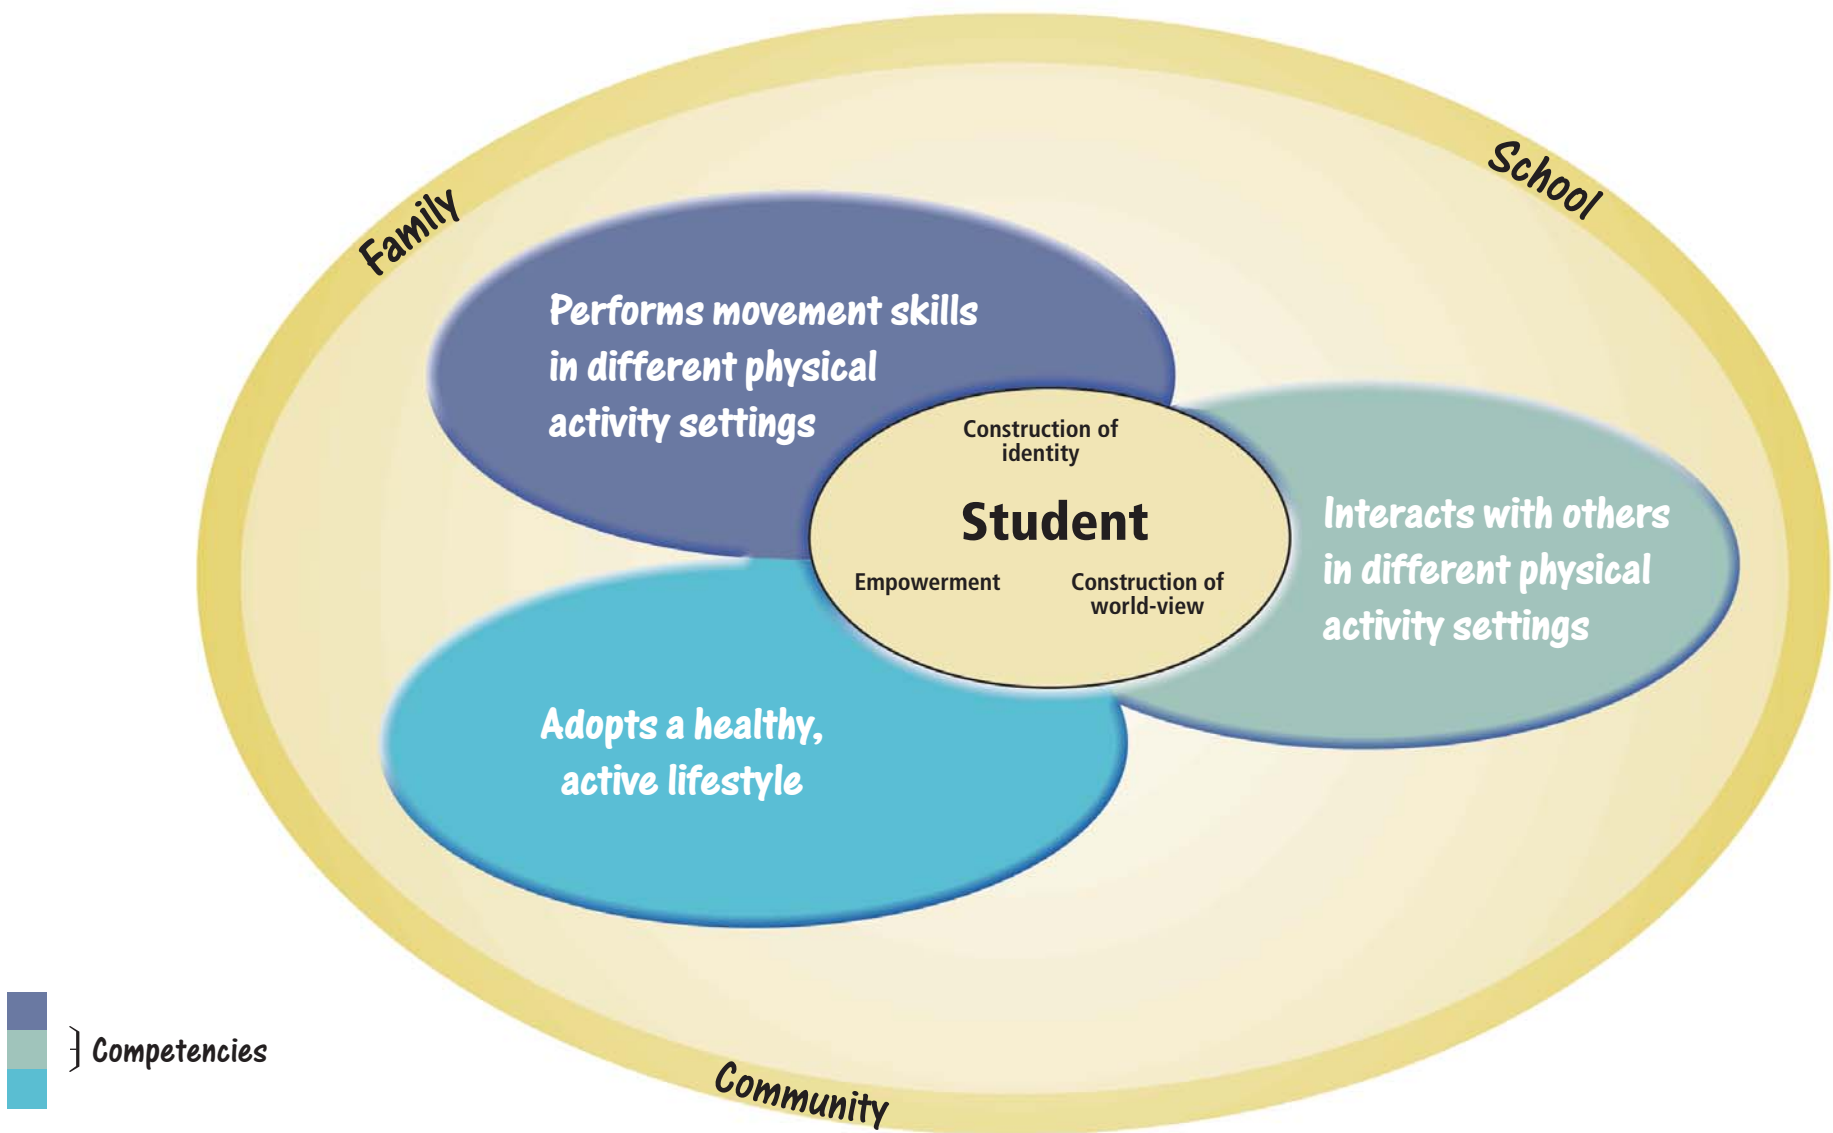 Family
School
Performs movement skills
in different physical
activity settings
Construction of
identity
Student
Empowerment
Construction of
world-view
Interacts with others
in different physical
activity settings
Adopts a healthy,
active lifestyle
Competencies
Community